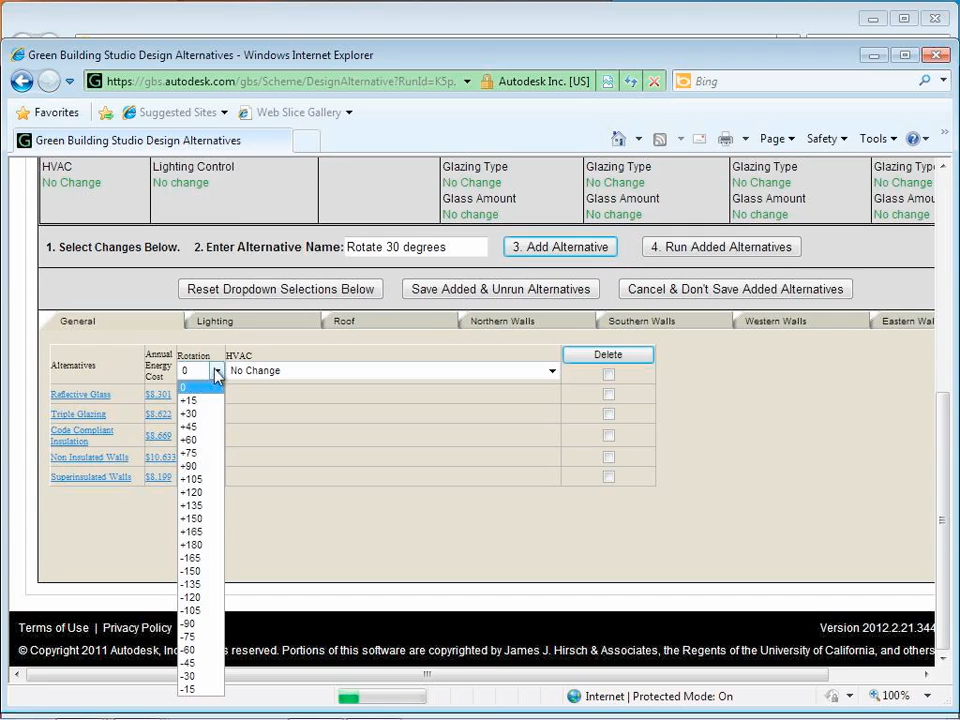 Green Building Studio Design Alternatives - Windows Internet Explorer
https://gbs.autodesk.com/gbs/Scheme/DesignAlternative?RunId=K5p. Autodesk Inc. [US] Bing
Favorites Suggested Sites Web Slice Gallery
Green Building Studio Design Alternatives Page Safety Tools
HVAC Lighting Control Glazing Type Glazing Type Glazing Type Glazing
No Change No change No Change No Change No Change No Change
Glass Amount Glass Amount Glass Amount Glass
No change No change No change No change
1. Select Changes Below. 2. Enter Alternative Name: Rotate 30 degrees 3. Add Alternative 4. Run Added Alternatives
Reset Dropdown Selections Below Save Added & Unrun Alternatives Cancel & Don't Save Added Alternatives
General Lighting Roof Northern Walls Southern Walls Western Walls Eastern
Alternatives Annual Energy Cost Rotation HVAC Delete
0 No Change
Reflective Glass $8,301
Triple Glazing $8,622
Code Compliant Insulation $8,669
Non Insulated Walls $10,633
Superinsulated Walls $8,199
0
+15
+30
+45
+60
+75
+90
+105
+120
+135
+150
+165
+180
-165
-150
-135
-120
-105
-90
-75
-60
-45
-30
-15
Terms of Use | Privacy Policy Version 2012.2.21.344
© Copyright 2011 Autodesk, Inc. reserved. Portions of this software are copyrighted by James J. Hirsch & Associates, the Regents of the University of California, and others
Internet | Protected Mode: On 100%